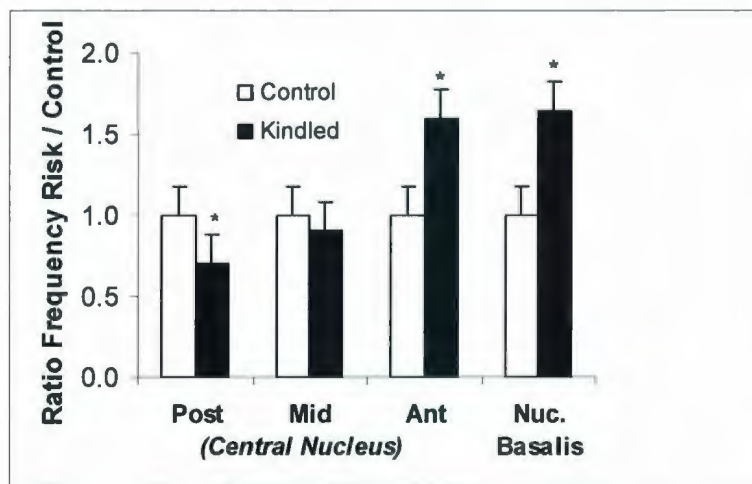 Ratio Frequency Risk / Control
2.0
1.5
1.0
0.5
0.0
Control
Kindled
*
*
*
Post Mid Ant Nuc.
(Central Nucleus) Basalis